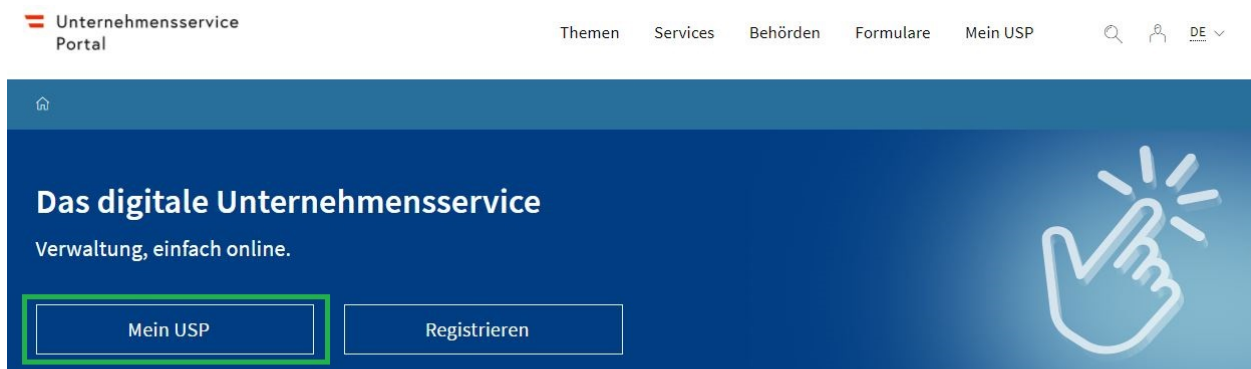 Unternehmensservice
Portal
Themen Services Behörden Formulare Mein USP DE
Das digitale Unternehmensservice
Verwaltung, einfach online.
Mein USP Registrieren